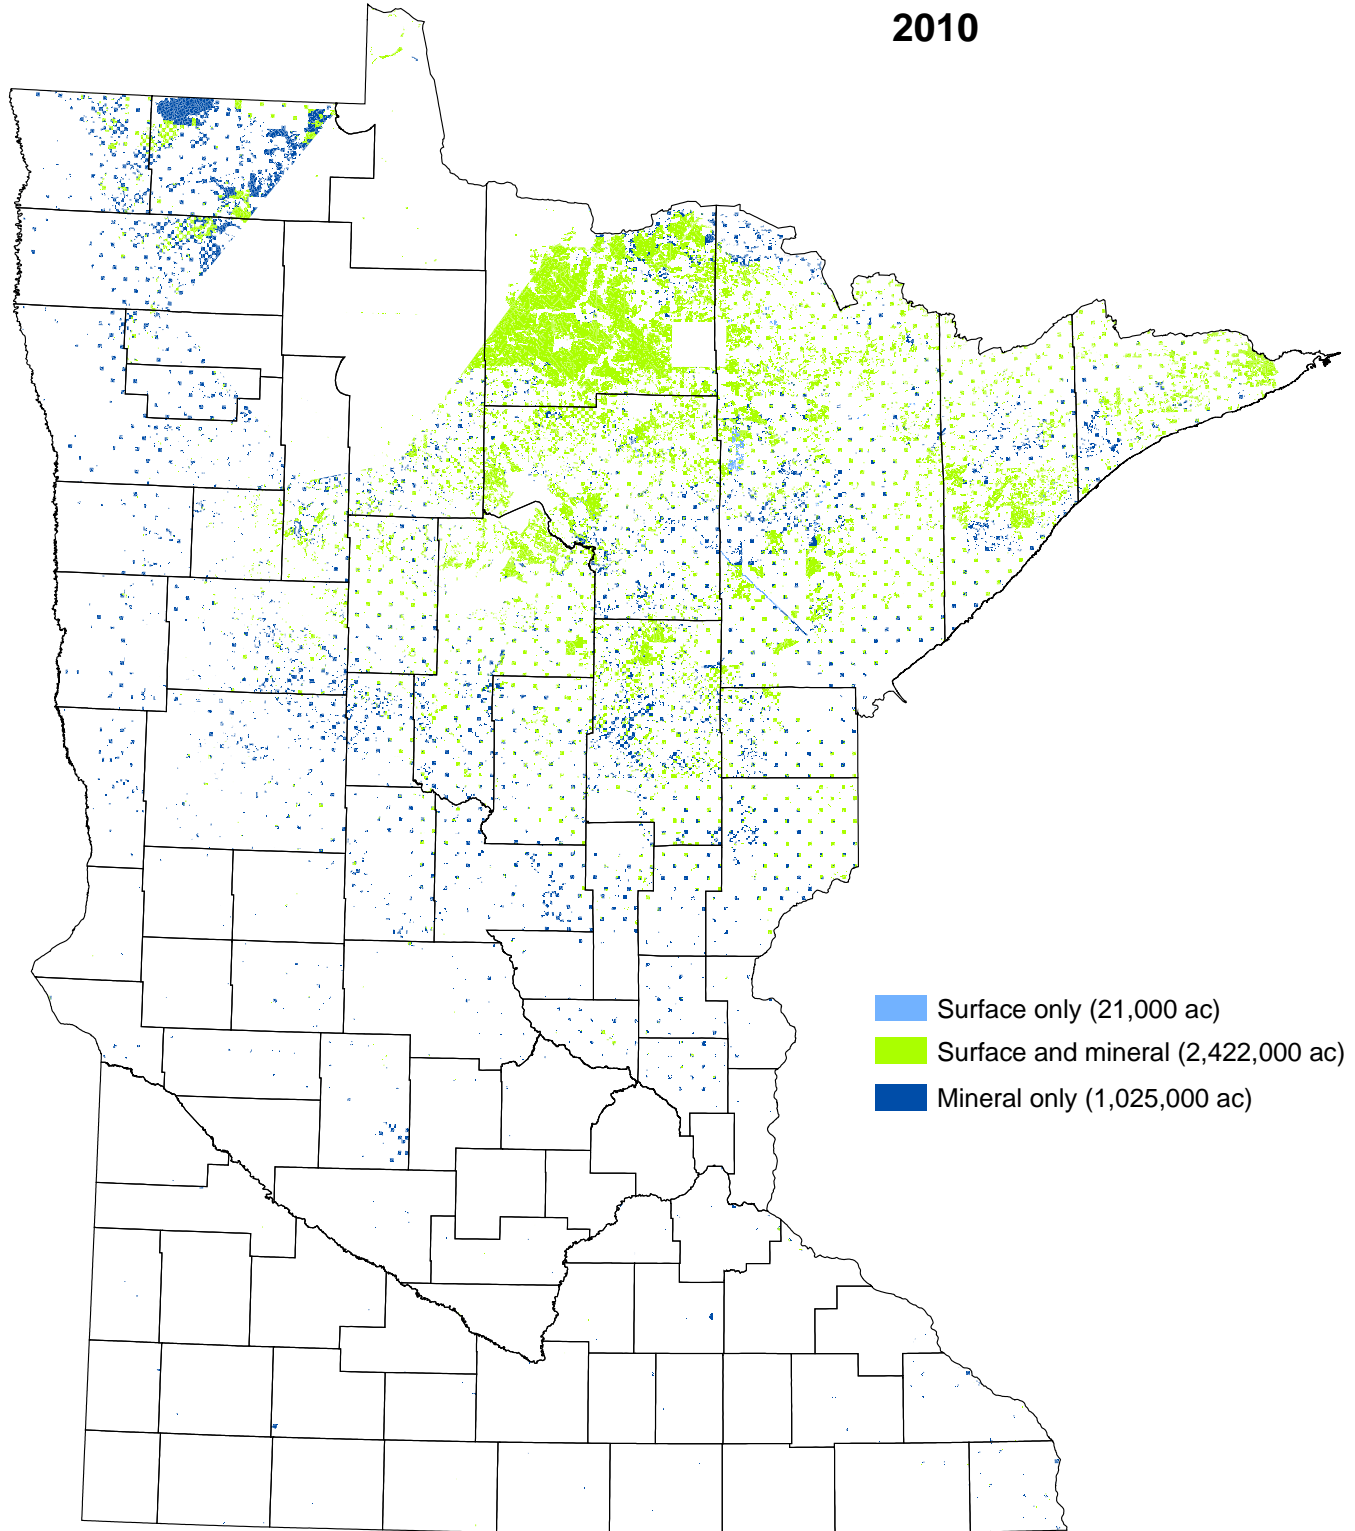 2010
Surface only (21,000 ac)
Surface and mineral (2,422,000 ac)
Mineral only (1,025,000 ac)